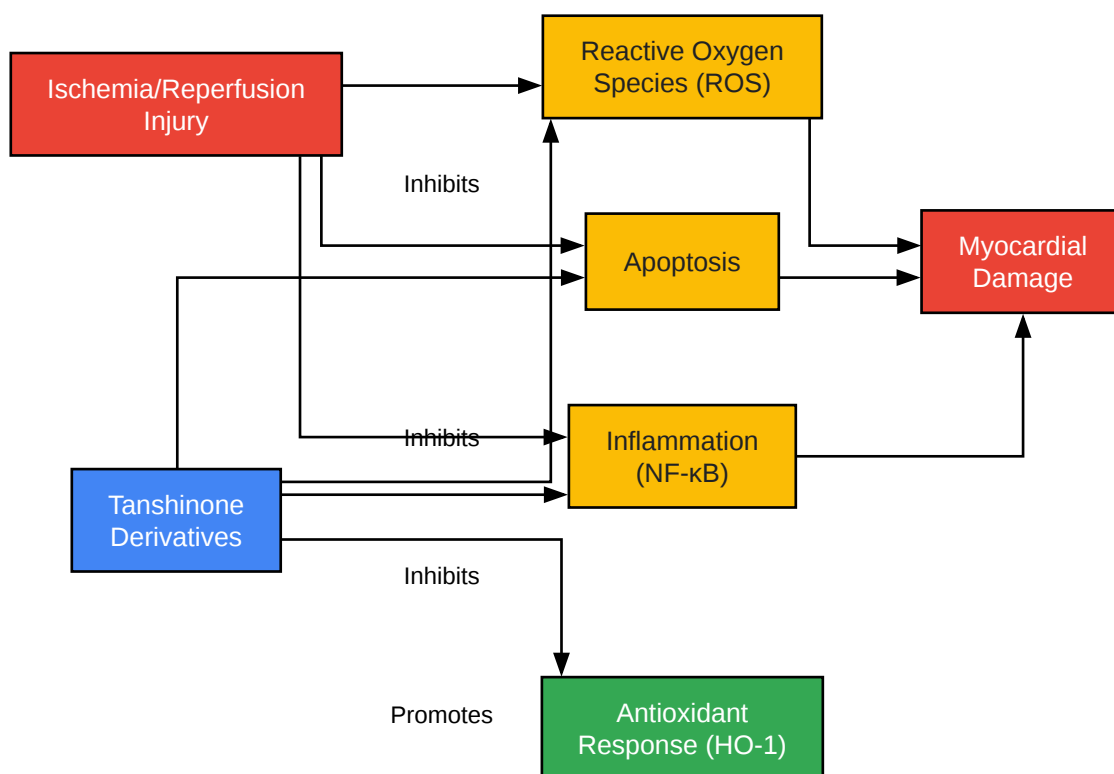 Reactive Oxygen
Species (ROS)
Ischemia/Reperfusion
Injury
Inhibits
Apoptosis
Myocardial
Damage
Inhibits
Inflammation
(NF-κB)
Tanshinone
Derivatives
Inhibits
Promotes
Antioxidant
Response (HO-1)